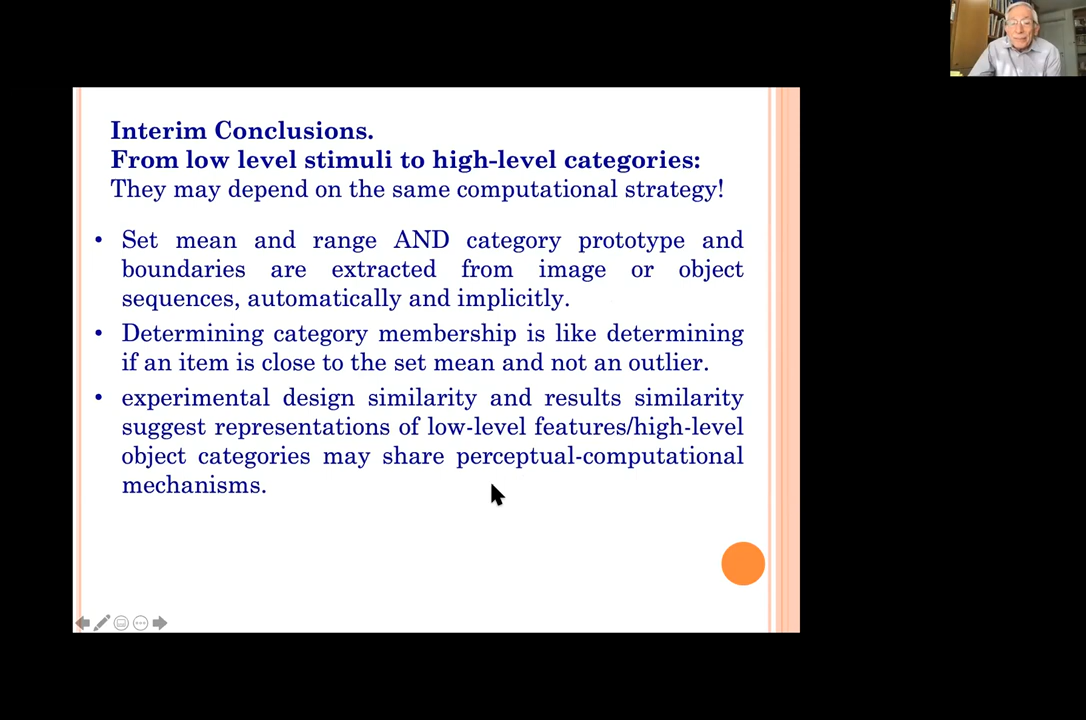 Interim Conclusions.
From low level stimuli to high-level categories:
They may depend on the same computational strategy!
• Set mean and range AND category prototype and
boundaries are extracted from image or object
sequences, automatically and implicitly.
• Determining category membership is like determining
if an item is close to the set mean and not an outlier.
• experimental design similarity and results similarity
suggest representations of low-level features/high-level
object categories may share perceptual-computational
mechanisms.